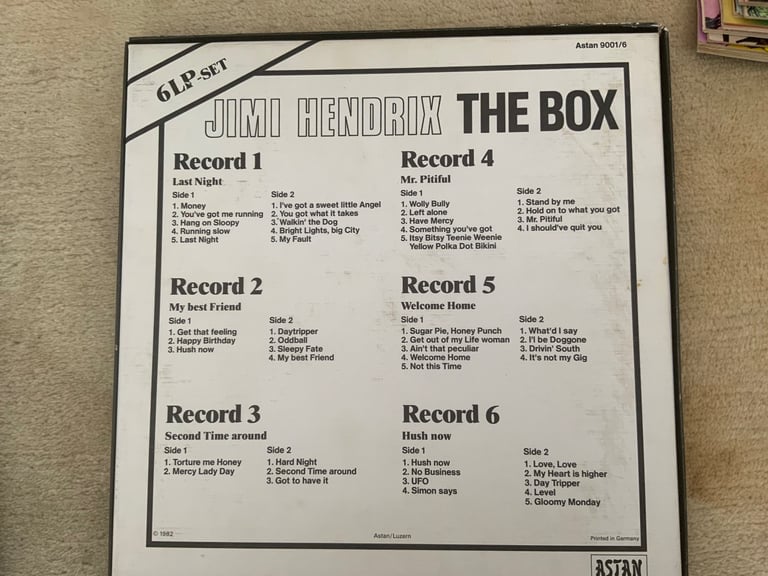 Astan 9001/6
6 LP-SET
JIMI HENDRIX THE BOX
Record 1
Last Night
Side 1
1. Money
2. You've got me running
3. Hang on Sloopy
4. Running slow
5. Last Night
Side 2
1. I've got a sweet little Angel
2. You got what it takes
3. Walkin' the Dog
4. Bright Lights, big City
5. My Fault
Record 2
My best Friend
Side 1
1. Get that feeling
2. Happy Birthday
3. Hush now
Side 2
1. Daytripper
2. Oddball
3. Sleepy Fate
4. My best Friend
Record 3
Second Time around
Side 1
1. Torture me Honey
2. Mercy Lady Day
Side 2
1. Hard Night
2. Second Time around
3. Got to have it
Record 4
Mr. Pitiful
Side 1
1. Wolly Bully
2. Left alone
3. Have Mercy
4. Something you've got
5. Itsy Bitsy Teenie Weenie
Yellow Polka Dot Bikini
Side 2
1. Stand by me
2. Hold on to what you got
3. Mr. Pitiful
4. I should've quit you
Record 5
Welcome Home
Side 1
1. Sugar Pie, Honey Punch
2. Get out of my Life woman
3. Ain't that peculiar
4. Welcome Home
5. Not this Time
Side 2
1. What'd I say
2. I'l be Doggone
3. Drivin' South
4. It's not my Gig
Record 6
Hush now
Side 1
1. Hush now
2. No Business
3. UFO
4. Simon says
Side 2
1. Love, Love
2. My Heart is higher
3. Day Tripper
4. Level
5. Gloomy Monday
© 1982
Astan/Luzern
Printed in Germany
ASTAN